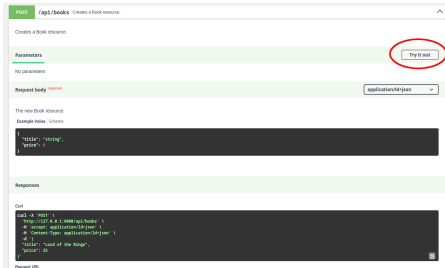 POST /api/books Creates a Book resource.
Creates a Book resource.
Parameters
Try it out
No parameters
Request body required
application/ld+json
The new Book resource
Example Value Schema
{
"title": "string",
"price": 0
}
Responses
Curl
curl -X 'POST' \
'http://127.0.0.1:8000/api/books' \
-H 'accept: application/ld+json' \
-H 'Content-Type: application/ld+json' \
-d '{
"title": "Lord of the Rings",
"price": 25
}'
Request URL